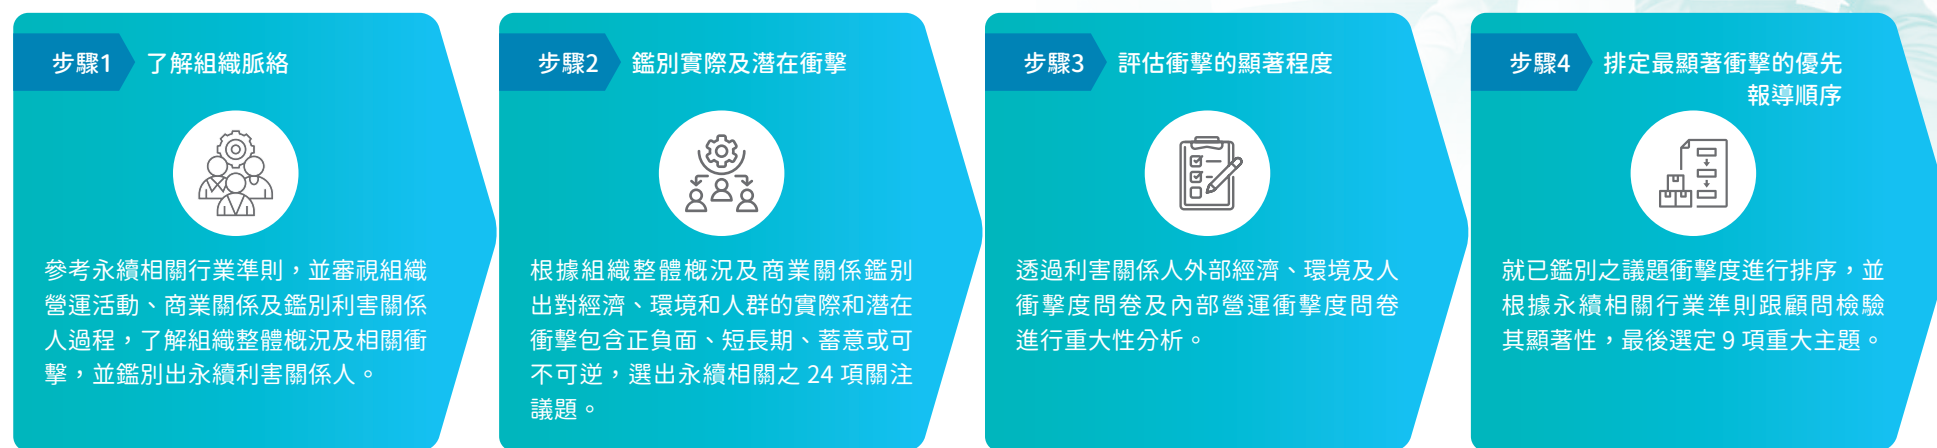 步驟1 了解組織脈絡
參考永續相關行業準則，並審視組織
營運活動、商業關係及鑑別利害關係
人過程，了解組織整體概況及相關衝
擊，並鑑別出永續利害關係人。
步驟2 鑑別實際及潛在衝擊
根據組織整體概況及商業關係鑑別
出對經濟、環境和人群的實際和潛在
衝擊包含正負面、短長期、蓄意或可
不可逆，選出永續相關之 24 項關注
議題。
步驟3 評估衝擊的顯著程度
透過利害關係人外部經濟、環境及人
衝擊度問卷及內部營運衝擊度問卷
進行重大性分析。
步驟4 排定最顯著衝擊的優先
報導順序
就已鑑別之議題衝擊度進行排序，並
根據永續相關行業準則跟顧問檢驗
其顯著性，最後選定 9 項重大主題。